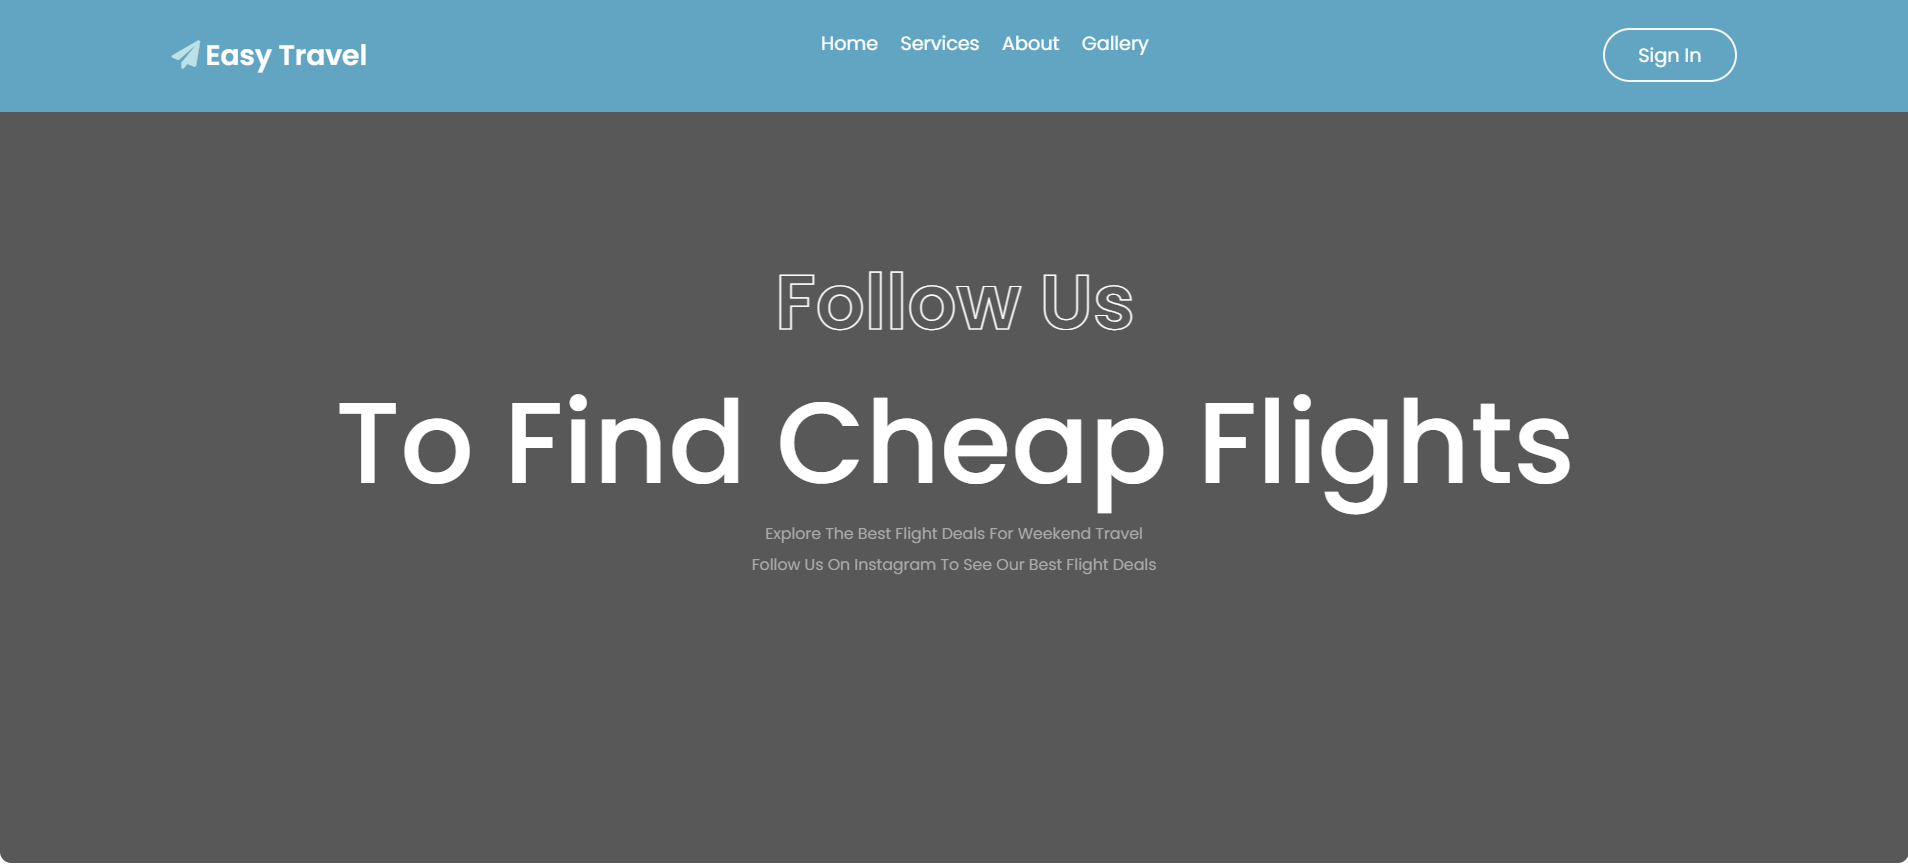 Easy Travel
Home Services About Gallery
Sign In
Follow Us
To Find Cheap Flights
Explore The Best Flight Deals For Weekend Travel
Follow Us On Instagram To See Our Best Flight Deals